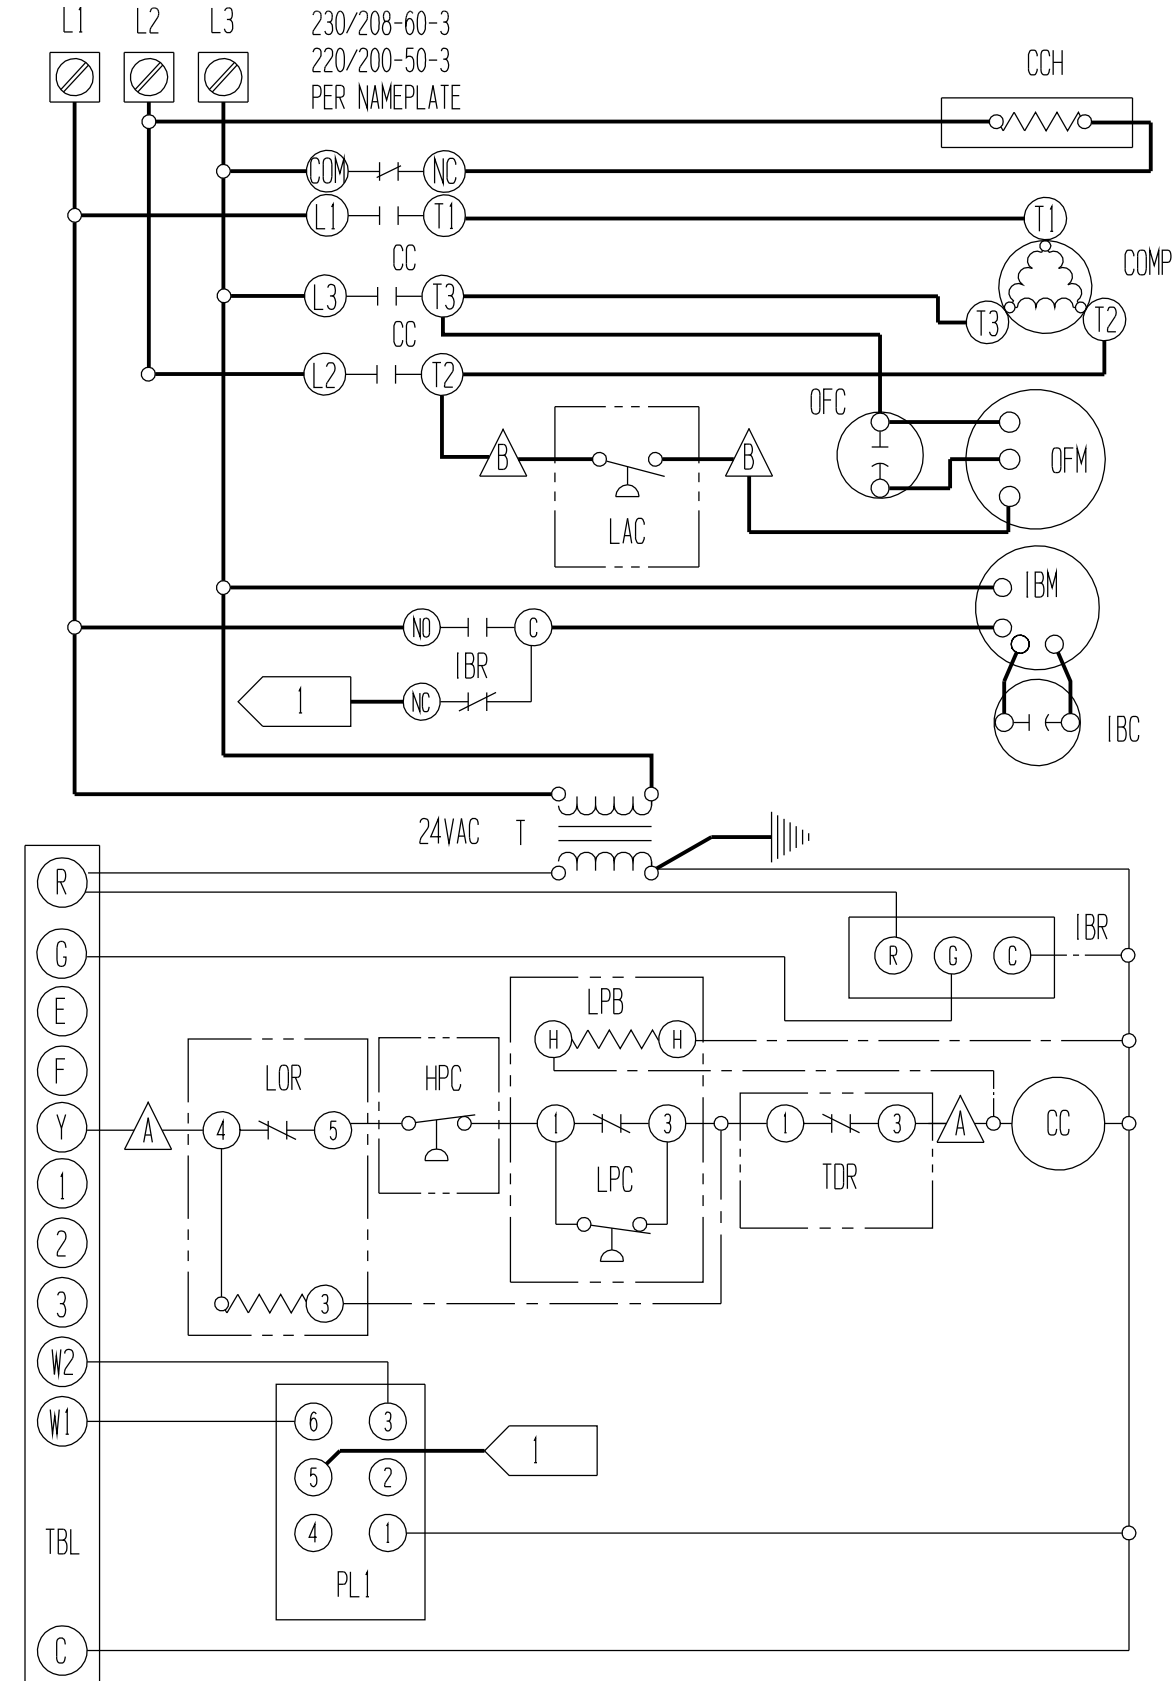 L1 L2 L3
230/208-60-3
220/200-50-3
PER NAMEPLATE
CCH
COM NC
L1 T1 T1
CC
COMP
L3 T3
T3 T2
CC
L2 T2
OFC
B B
OFM
LAC
IBM
NO C
IBR
1 NC
IBC
24VAC T
R
IBR
G
R G C
LPB
E
H H
F
LOR HPC
Y A 4 5 1 3 1 3 A CC
LPC TDR
1
2
3 3
W2
W1 6 3
1
5 2
4 1
TBL
PL1
C